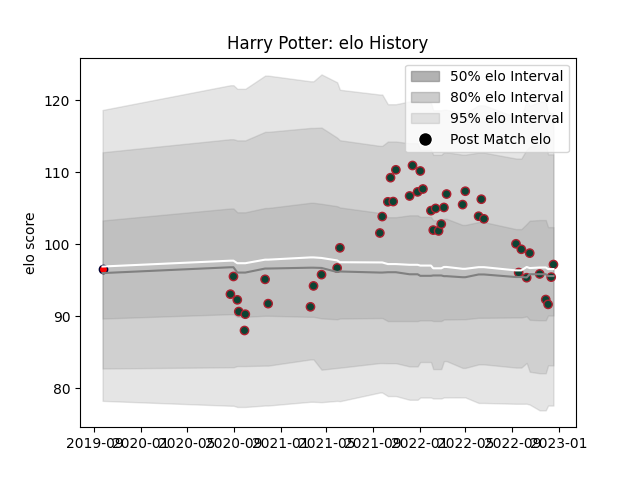 Harry Potter: elo History
50% elo Interval
80% elo Interval
95% elo Interval
Post Match elo
elo score
120
110
100
90
80
2019-09 2020-01 2020-05 2020-09 2021-01 2021-05 2021-09 2022-01 2022-05 2022-09 2023-01